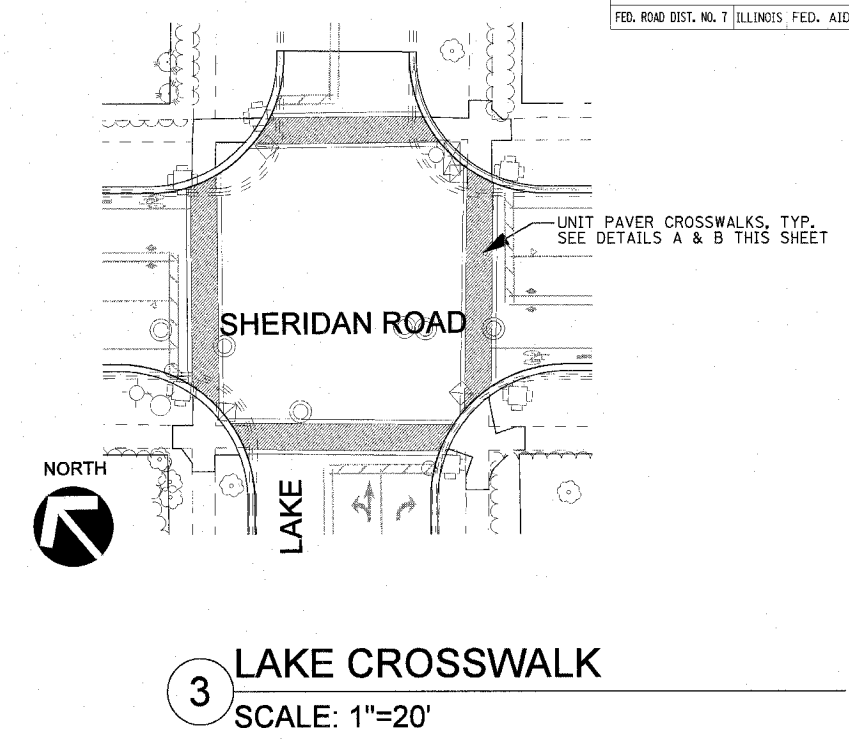 FED. ROAD DIST. NO. 7 ILLINOIS FED. AID
UNIT PAVER CROSSWALKS, TYP.
SEE DETAILS A & B THIS SHEET
SHERIDAN ROAD
NORTH
LAKE
3
LAKE CROSSWALK
SCALE: 1"=20'